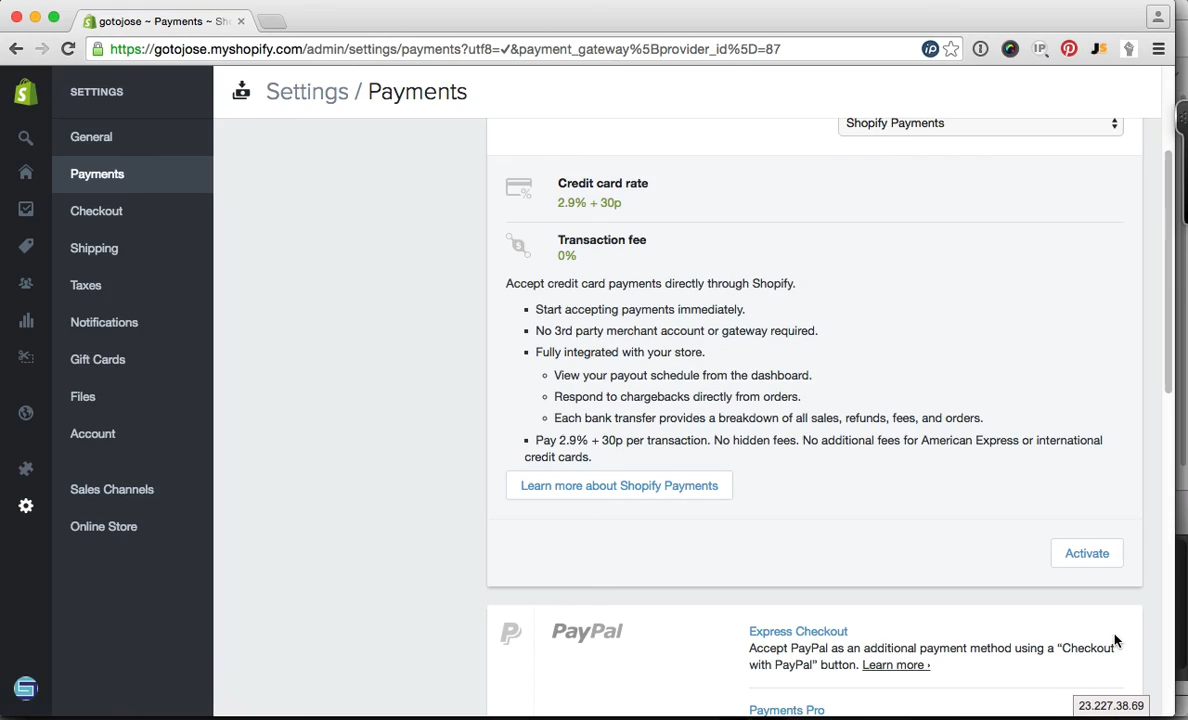 gotojose ~ Payments ~ Sh
https://gotojose.myshopify.com/admin/settings/payments?utf8=✓&payment_gateway%5Bprovider_id%5D=87
SETTINGS
Settings / Payments
General
Payments
Checkout
Shipping
Taxes
Notifications
Gift Cards
Files
Account
Sales Channels
Online Store
Shopify Payments
Credit card rate
2.9% + 30p
Transaction fee
0%
Accept credit card payments directly through Shopify.
▪ Start accepting payments immediately.
▪ No 3rd party merchant account or gateway required.
▪ Fully integrated with your store.
○ View your payout schedule from the dashboard.
○ Respond to chargebacks directly from orders.
○ Each bank transfer provides a breakdown of all sales, refunds, fees, and orders.
▪ Pay 2.9% + 30p per transaction. No hidden fees. No additional fees for American Express or international
credit cards.
Learn more about Shopify Payments
Activate
PayPal
Express Checkout
Accept PayPal as an additional payment method using a “Checkout
with PayPal” button. Learn more ›
Payments Pro
23.227.38.69